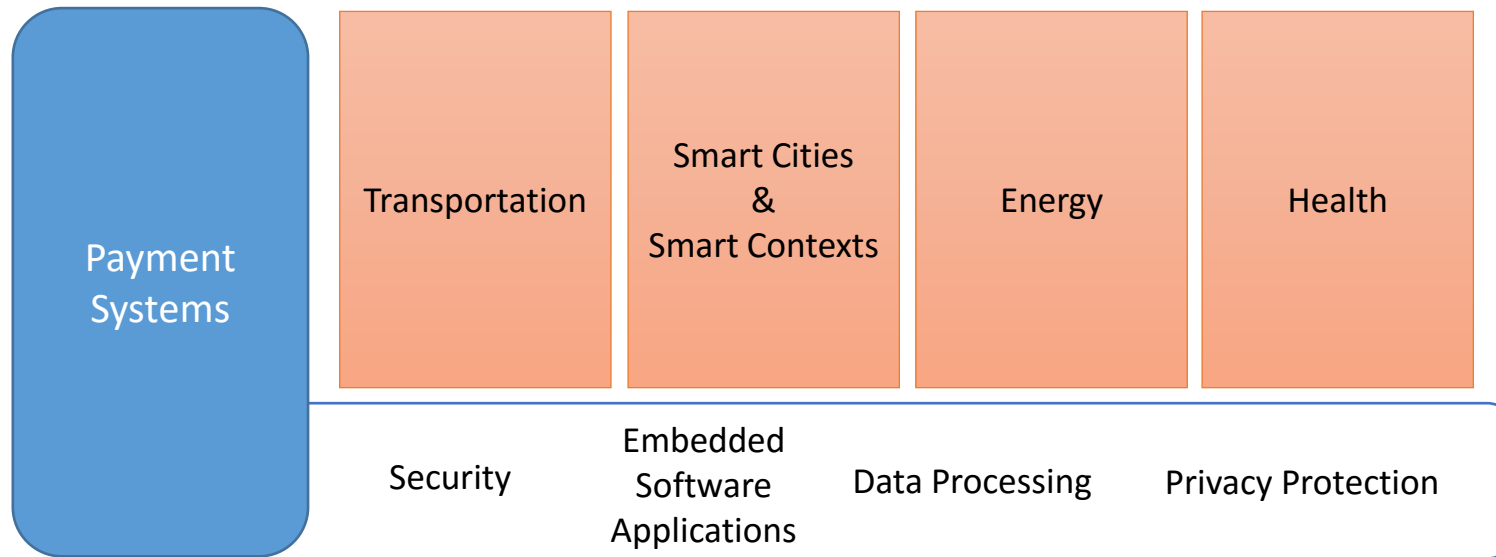 Payment
Systems
Transportation
Smart Cities
&
Smart Contexts
Energy
Health
Security
Embedded
Software
Applications
Data Processing
Privacy Protection